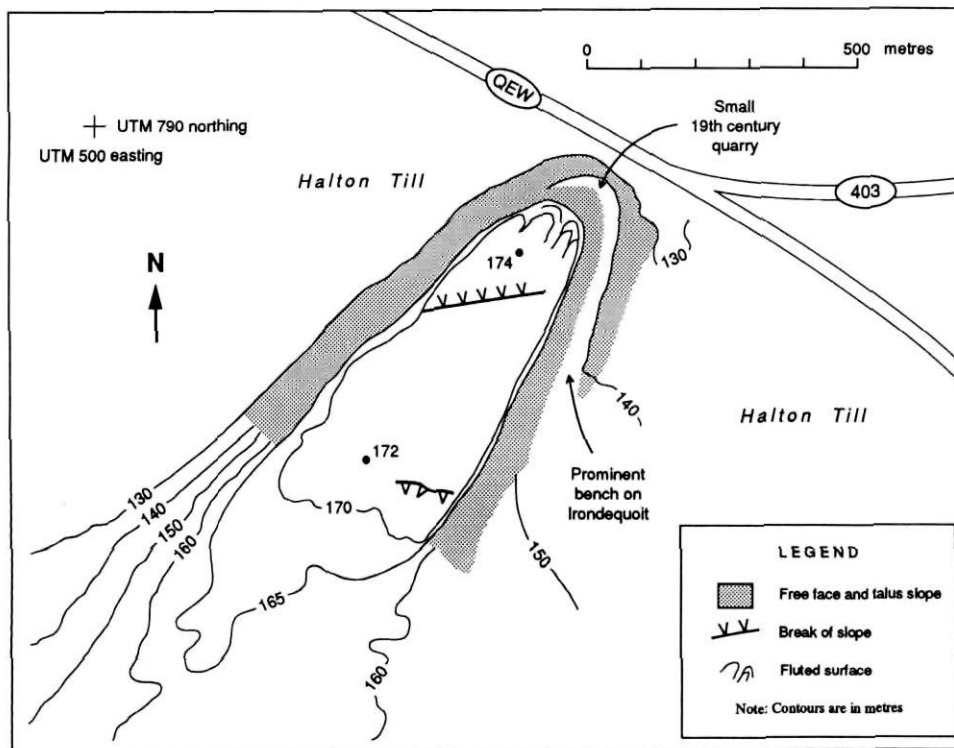 0
500
metres
QEW
Small
19th century
quarry
UTM 790 northing
UTM 500 easting
Halton Till
403
130
N
174
140
Halton Till
172
Prominent
bench on
Irondequoit
170
130
140
150
160
150
165
160
LEGEND
Free face and talus slope
Break of slope
Fluted surface
Note: Contours are in metres